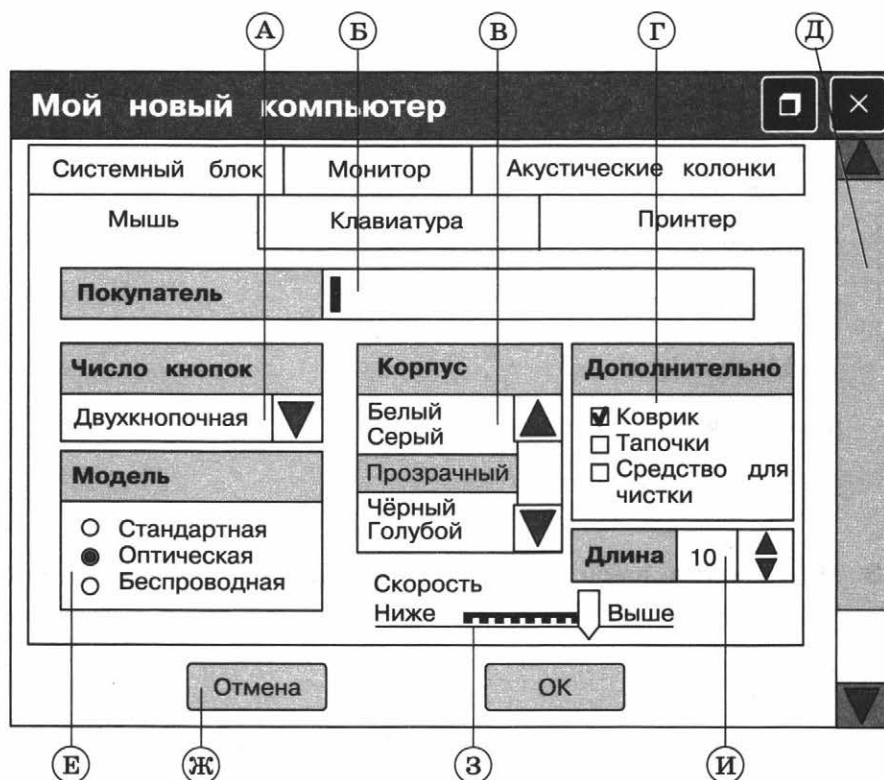 А Б В Г Д
Мой новый компьютер
Системный блок Монитор Акустические колонки
Мышь Клавиатура Принтер
Покупатель
Число кнопок
Двухкнопочная
Модель
Стандартная
Оптическая
Беспроводная
Корпус
Белый
Серый
Прозрачный
Чёрный
Голубой
Дополнительно
Коврик
Тапочки
Средство для
чистки
Длина 10
Скорость
Ниже Выше
Отмена ОК
Е Ж З И